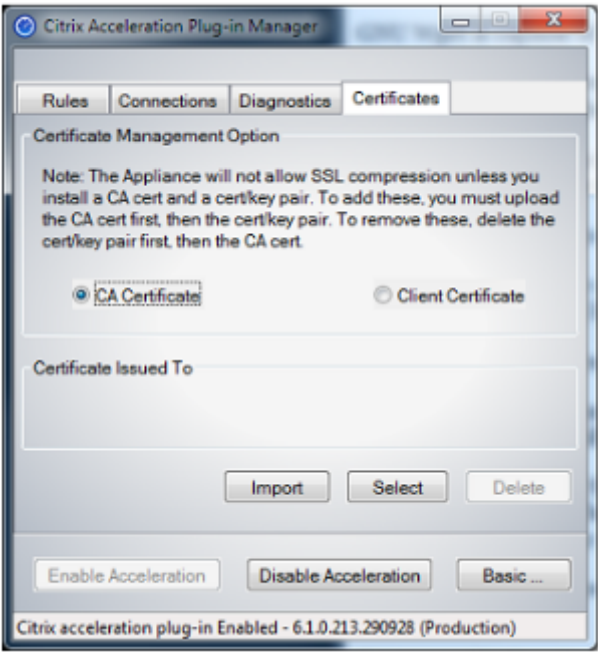 Citrix Acceleration Plug-in Manager
Rules Connections Diagnostics Certificates
Certificate Management Option
Note: The Appliance will not allow SSL compression unless you
install a CA cert and a cert/key pair. To add these, you must upload
the CA cert first, then the cert/key pair. To remove these, delete the
cert/key pair first, then the CA cert.
CA Certificate Client Certificate
Certificate Issued To
Import Select Delete
Enable Acceleration Disable Acceleration Basic ...
Citrix acceleration plug-in Enabled - 6.1.0.213.290928 (Production)